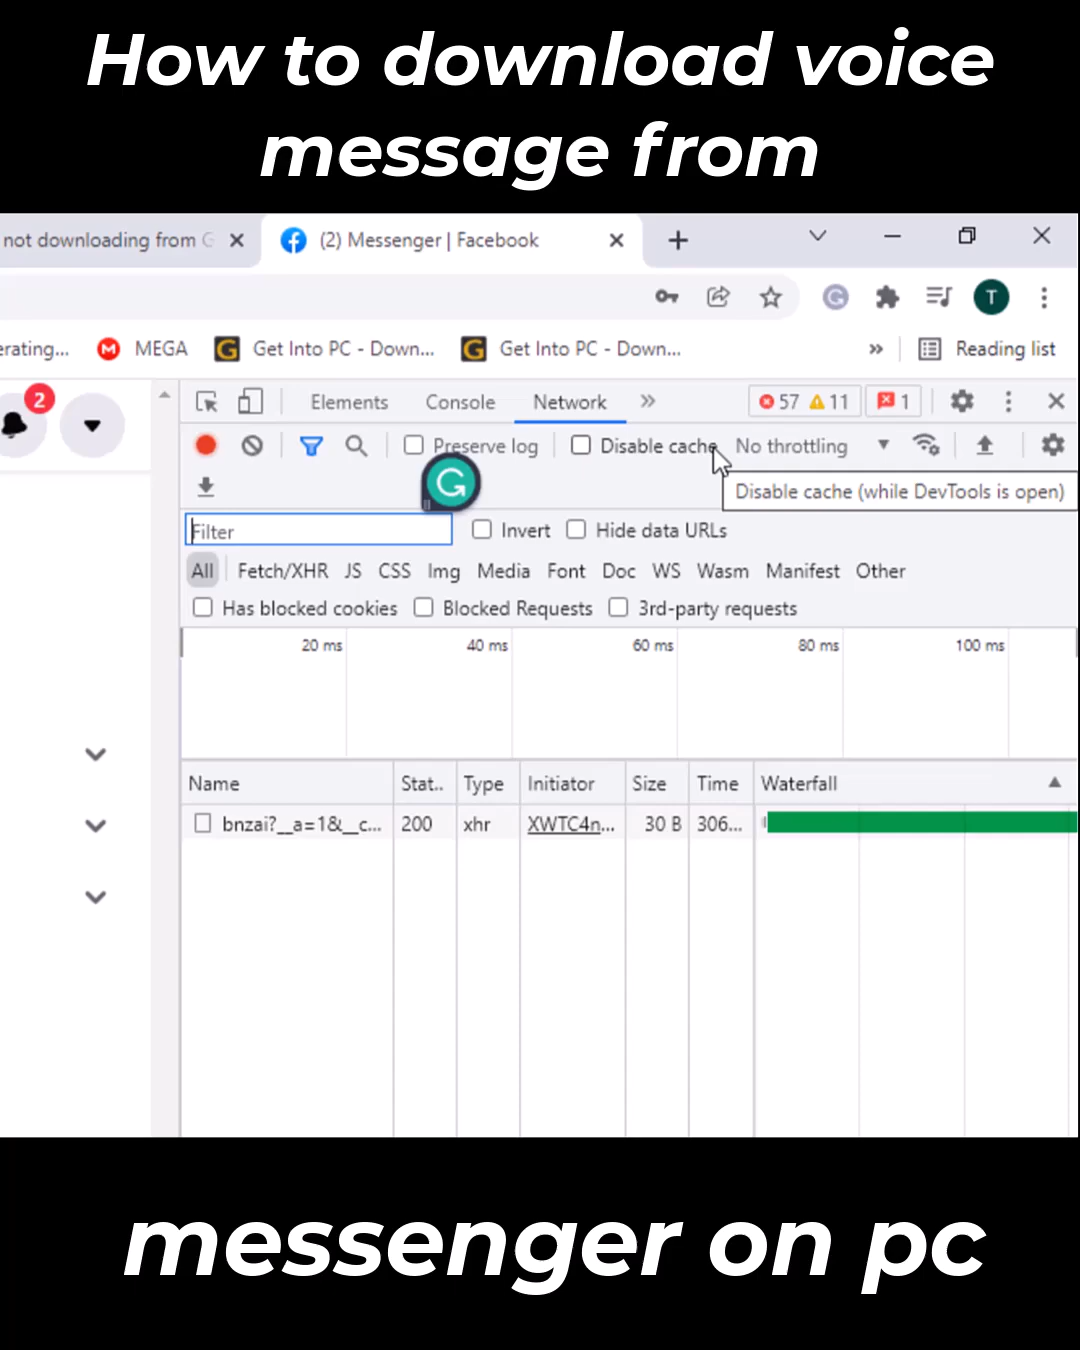 How to download voice
message from
not downloading from G
(2) Messenger | Facebook
T
erating...
MEGA
Get Into PC - Down...
Get Into PC - Down...
»
Reading list
2
Elements
Console
Network
»
57
11
1
Preserve log
Disable cache
No throttling
Disable cache (while DevTools is open)
Filter
Invert
Hide data URLs
All Fetch/XHR JS CSS Img Media Font Doc WS Wasm Manifest Other
Has blocked cookies
Blocked Requests
3rd-party requests
20 ms 40 ms 60 ms 80 ms 100 ms
Name Stat.. Type Initiator Size Time Waterfall
bnzai?__a=1&__c... 200 xhr XWTC4n... 30 B 306...
messenger on pc